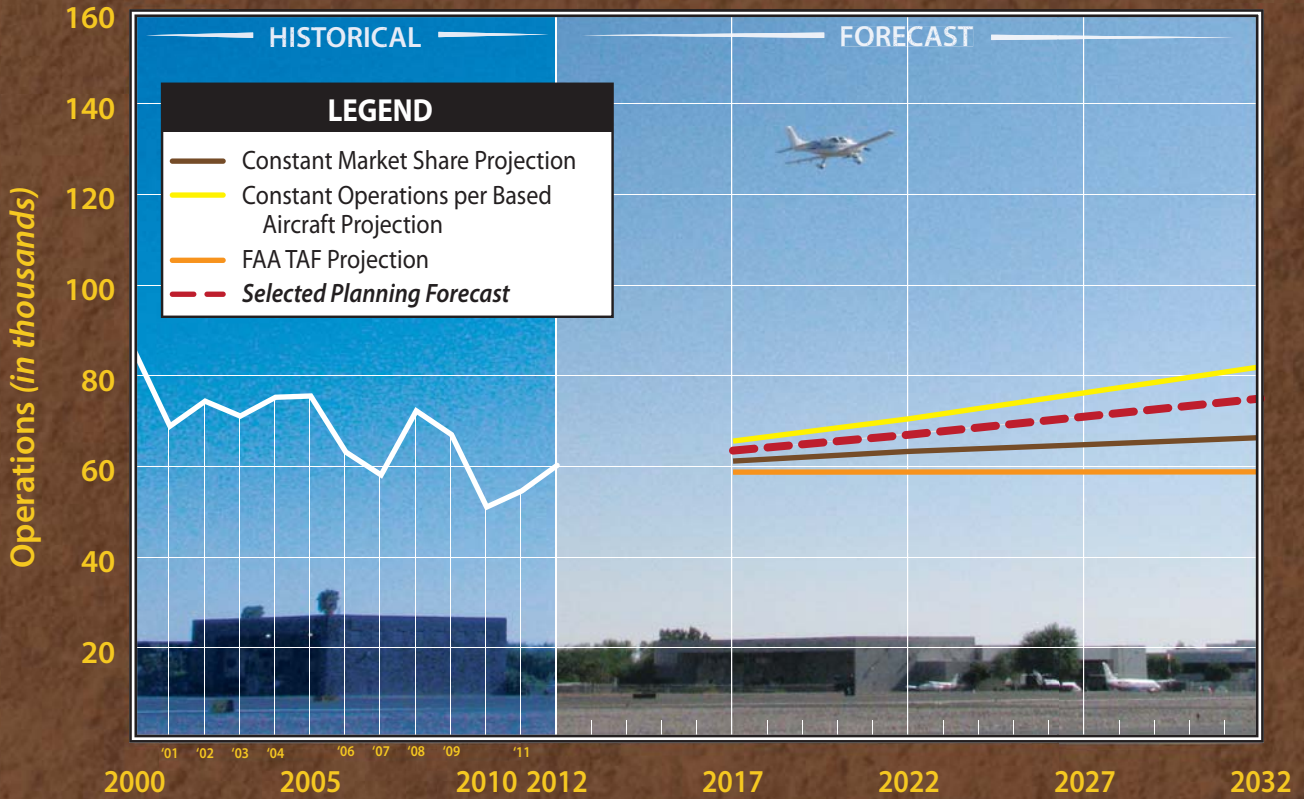 HISTORICAL
FORECAST
LEGEND
Constant Market Share Projection
Constant Operations per Based
Aircraft Projection
FAA TAF Projection
Selected Planning Forecast
Operations (in thousands)
160
140
120
100
80
60
40
20
'01 '02 '03 '04 '06 '07 '08 '09 '11
2000 2005 2010 2012 2017 2022 2027 2032